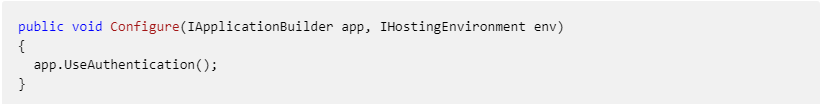 public void Configure(IApplicationBuilder app, IHostingEnvironment env)
{
  app.UseAuthentication();
}